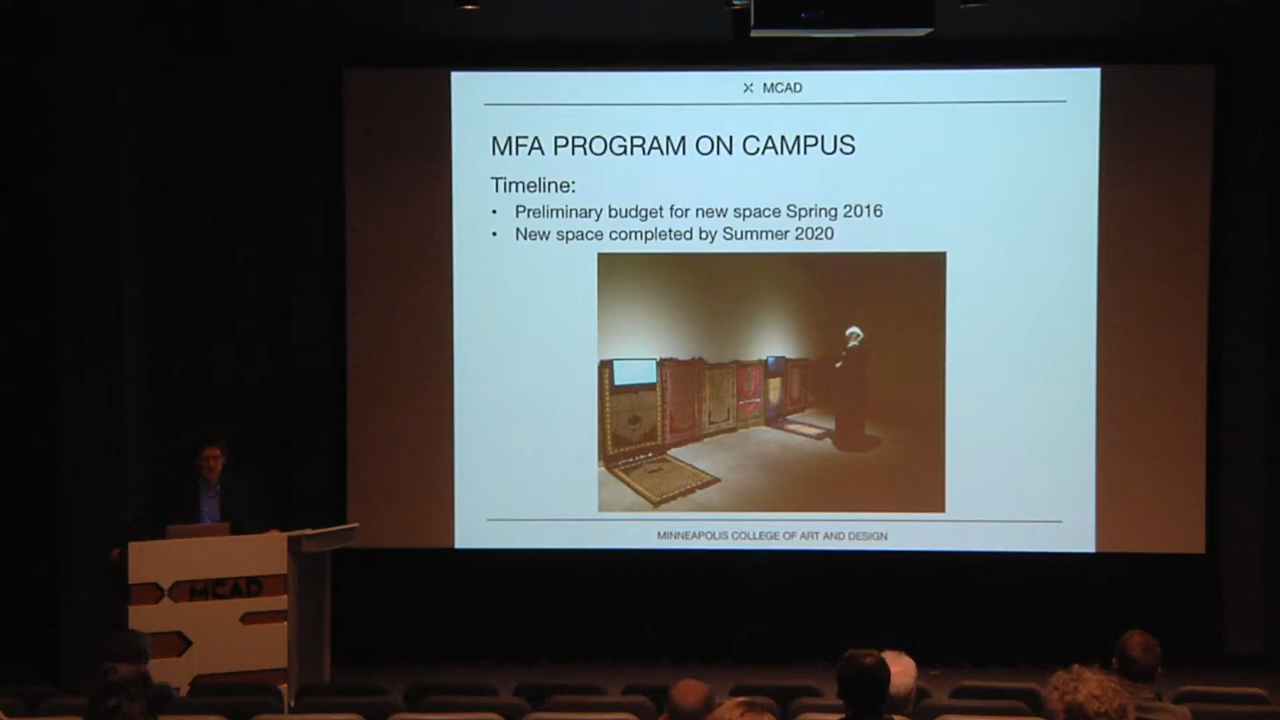 MCAD
MFA PROGRAM ON CAMPUS
Timeline:
• Preliminary budget for new space Spring 2016
• New space completed by Summer 2020
MINNEAPOLIS COLLEGE OF ART AND DESIGN
MCAD